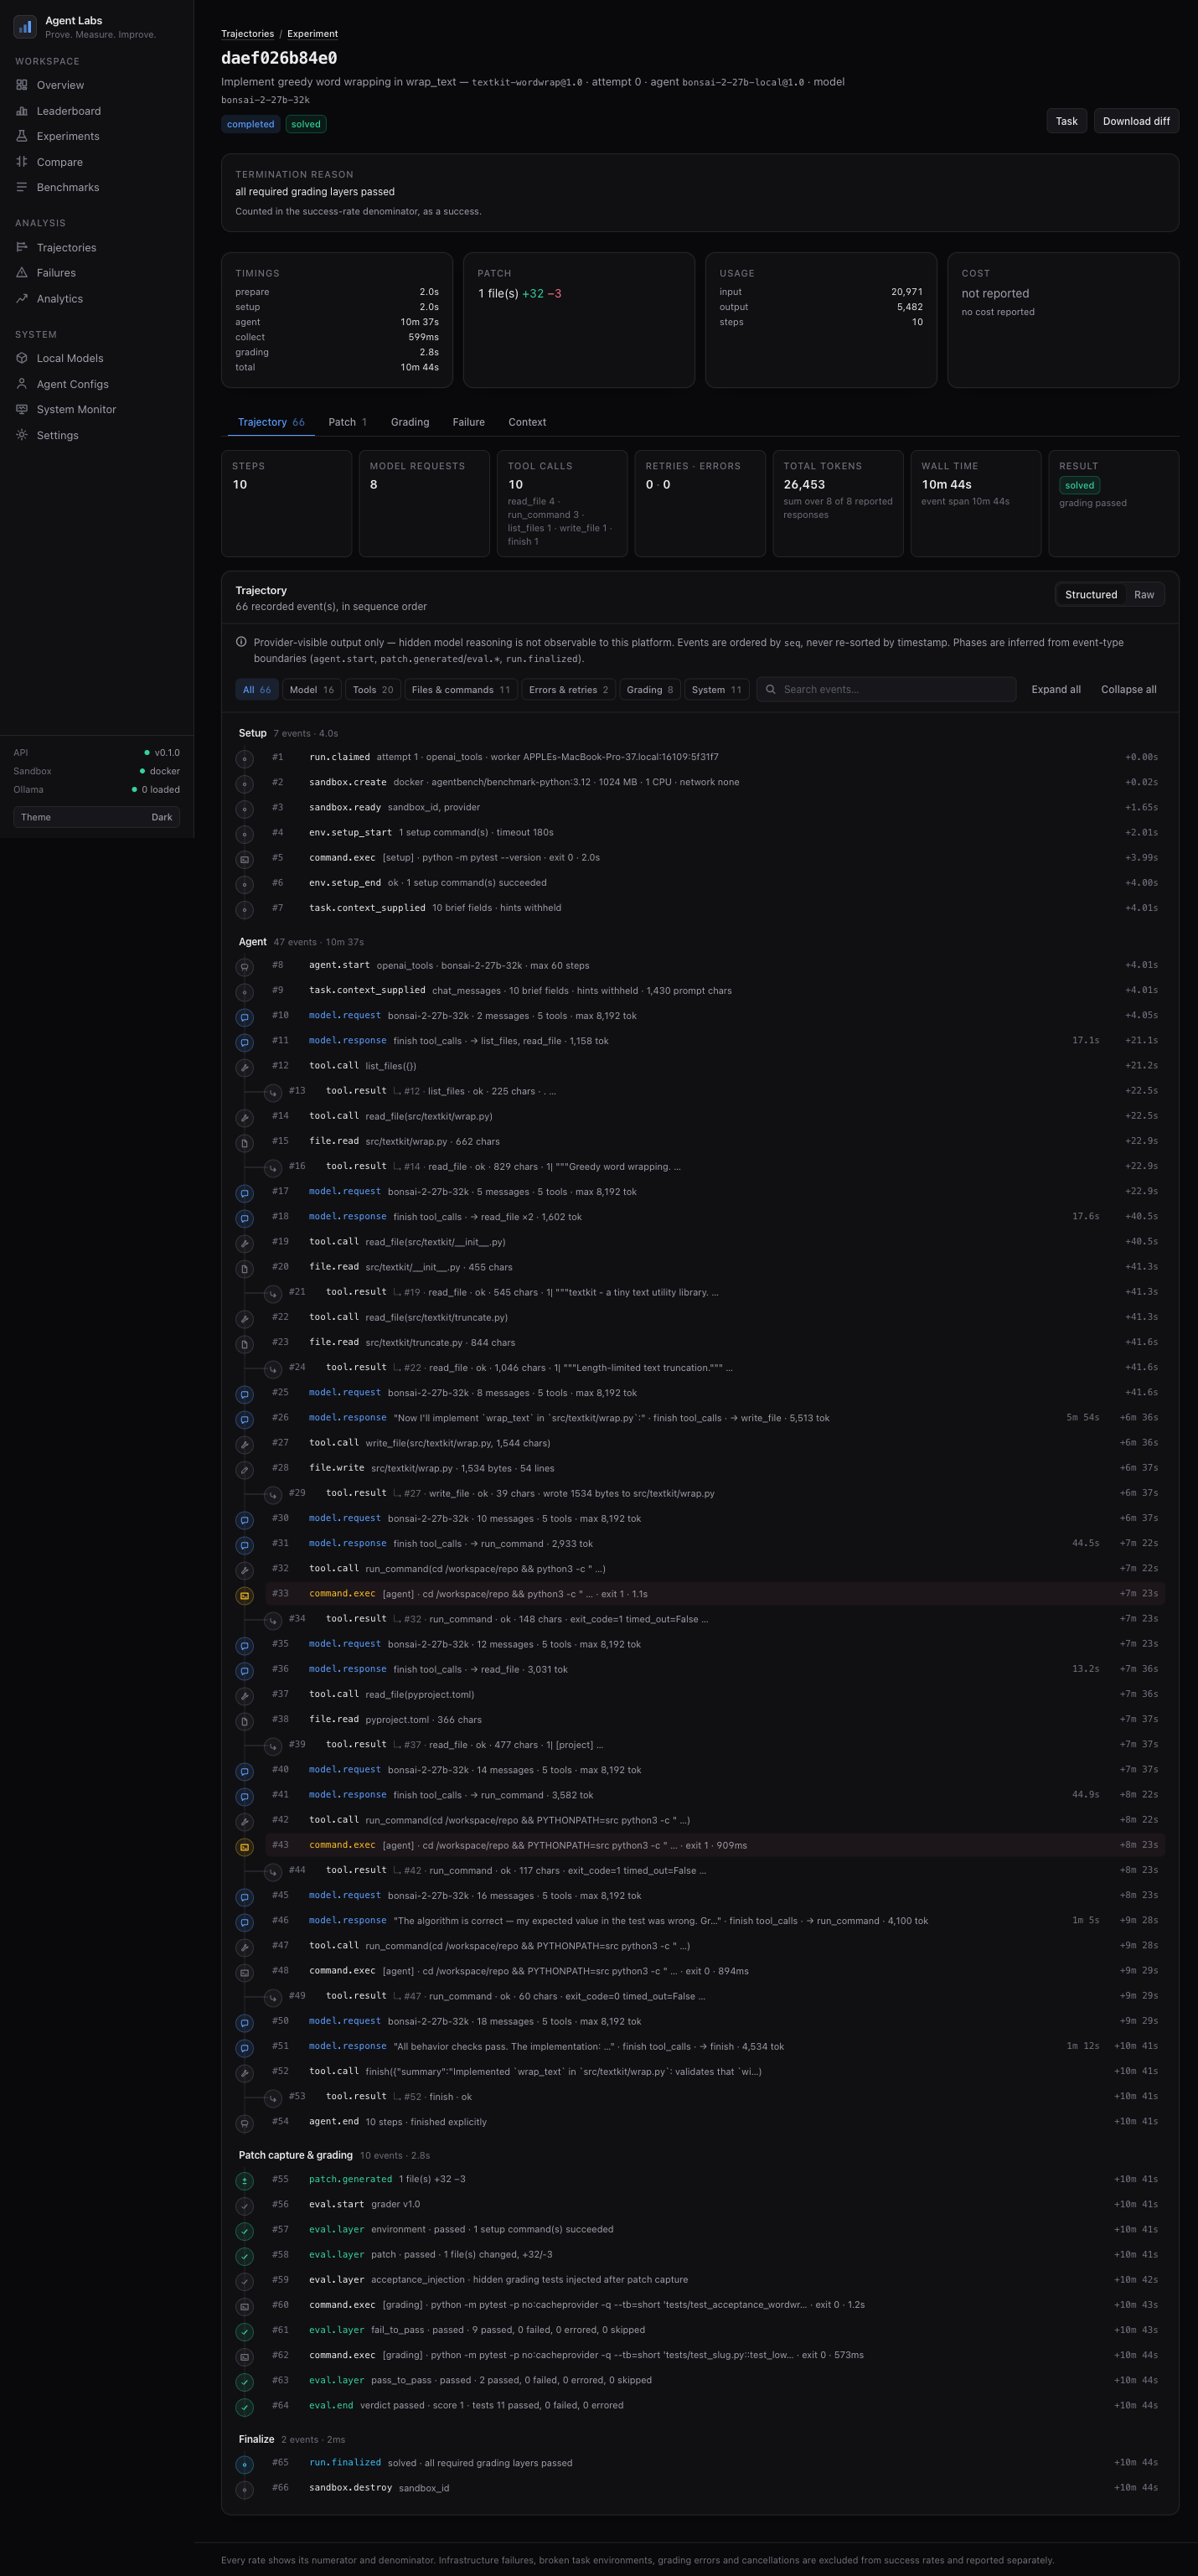 Agent Labs
Prove. Measure. Improve.
WORKSPACE
Overview
Leaderboard
Experiments
Compare
Benchmarks
ANALYSIS
Trajectories
Failures
Analytics
SYSTEM
Local Models
Agent Configs
System Monitor
Settings
API v0.1.0
Sandbox docker
Ollama 0 loaded
Theme Dark
Trajectories / Experiment
daef026b84e0
Implement greedy word wrapping in wrap_text — textkit-wordwrap@1.0 · attempt 0 · agent bonsai-2-27b-local@1.0 · model
bonsai-2-27b-32k
completed solved
Task Download diff
TERMINATION REASON
all required grading layers passed
Counted in the success-rate denominator, as a success.
TIMINGS
prepare 2.0s
setup 2.0s
agent 10m 37s
collect 599ms
grading 2.8s
total 10m 44s
PATCH
1 file(s) +32 −3
USAGE
input 20,971
output 5,482
steps 10
COST
not reported
no cost reported
Trajectory 66 Patch 1 Grading Failure Context
STEPS
10
MODEL REQUESTS
8
TOOL CALLS
10
read_file 4 ·
run_command 3 ·
list_files 1 · write_file 1 ·
finish 1
RETRIES · ERRORS
0 · 0
TOTAL TOKENS
26,453
sum over 8 of 8 reported
responses
WALL TIME
10m 44s
event span 10m 44s
RESULT
solved
grading passed
Trajectory
66 recorded event(s), in sequence order
Structured Raw
Provider-visible output only — hidden model reasoning is not observable to this platform. Events are ordered by seq, never re-sorted by timestamp. Phases are inferred from event-type
boundaries (agent.start, patch.generated/eval.*, run.finalized).
All 66 Model 16 Tools 20 Files & commands 11 Errors & retries 2 Grading 8 System 11 Search events... Expand all Collapse all
Setup 7 events · 4.0s
#1 run.claimed attempt 1 · openai_tools · worker APPLEs-MacBook-Pro-37.local:16109:5f31f7 +0.00s
#2 sandbox.create docker · agentbench/benchmark-python:3.12 · 1024 MB · 1 CPU · network none +0.02s
#3 sandbox.ready sandbox_id, provider +1.65s
#4 env.setup_start 1 setup command(s) · timeout 180s +2.01s
#5 command.exec [setup] · python -m pytest --version · exit 0 · 2.0s +3.99s
#6 env.setup_end ok · 1 setup command(s) succeeded +4.00s
#7 task.context_supplied 10 brief fields · hints withheld +4.01s
Agent 47 events · 10m 37s
#8 agent.start openai_tools · bonsai-2-27b-32k · max 60 steps +4.01s
#9 task.context_supplied chat_messages · 10 brief fields · hints withheld · 1,430 prompt chars +4.01s
#10 model.request bonsai-2-27b-32k · 2 messages · 5 tools · max 8,192 tok +4.05s
#11 model.response finish tool_calls · → list_files, read_file · 1,158 tok 17.1s +21.1s
#12 tool.call list_files({}) +21.2s
#13 tool.result #12 · list_files · ok · 225 chars · . ... +22.5s
#14 tool.call read_file(src/textkit/wrap.py) +22.5s
#15 file.read src/textkit/wrap.py · 662 chars +22.9s
#16 tool.result #14 · read_file · ok · 829 chars · 1| """Greedy word wrapping. ... +22.9s
#17 model.request bonsai-2-27b-32k · 5 messages · 5 tools · max 8,192 tok +22.9s
#18 model.response finish tool_calls · → read_file ×2 · 1,602 tok 17.6s +40.5s
#19 tool.call read_file(src/textkit/__init__.py) +40.5s
#20 file.read src/textkit/__init__.py · 455 chars +41.3s
#21 tool.result #19 · read_file · ok · 545 chars · 1| """textkit - a tiny text utility library. ... +41.3s
#22 tool.call read_file(src/textkit/truncate.py) +41.3s
#23 file.read src/textkit/truncate.py · 844 chars +41.6s
#24 tool.result #22 · read_file · ok · 1,046 chars · 1| """Length-limited text truncation.""" ... +41.6s
#25 model.request bonsai-2-27b-32k · 8 messages · 5 tools · max 8,192 tok +41.6s
#26 model.response "Now I'll implement `wrap_text` in `src/textkit/wrap.py`:" · finish tool_calls · → write_file · 5,513 tok 5m 54s +6m 36s
#27 tool.call write_file(src/textkit/wrap.py, 1,544 chars) +6m 36s
#28 file.write src/textkit/wrap.py · 1,534 bytes · 54 lines +6m 37s
#29 tool.result #27 · write_file · ok · 39 chars · wrote 1534 bytes to src/textkit/wrap.py +6m 37s
#30 model.request bonsai-2-27b-32k · 10 messages · 5 tools · max 8,192 tok +6m 37s
#31 model.response finish tool_calls · → run_command · 2,933 tok 44.5s +7m 22s
#32 tool.call run_command(cd /workspace/repo && python3 -c " ...) +7m 22s
#33 command.exec [agent] · cd /workspace/repo && python3 -c " ... · exit 1 · 1.1s +7m 23s
#34 tool.result #32 · run_command · ok · 148 chars · exit_code=1 timed_out=False ... +7m 23s
#35 model.request bonsai-2-27b-32k · 12 messages · 5 tools · max 8,192 tok +7m 23s
#36 model.response finish tool_calls · → read_file · 3,031 tok 13.2s +7m 36s
#37 tool.call read_file(pyproject.toml) +7m 36s
#38 file.read pyproject.toml · 366 chars +7m 37s
#39 tool.result #37 · read_file · ok · 477 chars · 1| [project] ... +7m 37s
#40 model.request bonsai-2-27b-32k · 14 messages · 5 tools · max 8,192 tok +7m 37s
#41 model.response finish tool_calls · → run_command · 3,582 tok 44.9s +8m 22s
#42 tool.call run_command(cd /workspace/repo && PYTHONPATH=src python3 -c " ...) +8m 22s
#43 command.exec [agent] · cd /workspace/repo && PYTHONPATH=src python3 -c " ... · exit 1 · 909ms +8m 23s
#44 tool.result #42 · run_command · ok · 117 chars · exit_code=1 timed_out=False ... +8m 23s
#45 model.request bonsai-2-27b-32k · 16 messages · 5 tools · max 8,192 tok +8m 23s
#46 model.response "The algorithm is correct — my expected value in the test was wrong. Gr..." · finish tool_calls · → run_command · 4,100 tok 1m 5s +9m 28s
#47 tool.call run_command(cd /workspace/repo && PYTHONPATH=src python3 -c " ...) +9m 28s
#48 command.exec [agent] · cd /workspace/repo && PYTHONPATH=src python3 -c " ... · exit 0 · 894ms +9m 29s
#49 tool.result #47 · run_command · ok · 60 chars · exit_code=0 timed_out=False ... +9m 29s
#50 model.request bonsai-2-27b-32k · 18 messages · 5 tools · max 8,192 tok +9m 29s
#51 model.response "All behavior checks pass. The implementation: ..." · finish tool_calls · → finish · 4,534 tok 1m 12s +10m 41s
#52 tool.call finish({"summary":"Implemented `wrap_text` in `src/textkit/wrap.py`: validates that `wi...) +10m 41s
#53 tool.result #52 · finish · ok +10m 41s
#54 agent.end 10 steps · finished explicitly +10m 41s
Patch capture & grading 10 events · 2.8s
#55 patch.generated 1 file(s) +32 −3 +10m 41s
#56 eval.start grader v1.0 +10m 41s
#57 eval.layer environment · passed · 1 setup command(s) succeeded +10m 41s
#58 eval.layer patch · passed · 1 file(s) changed, +32/-3 +10m 41s
#59 eval.layer acceptance_injection · hidden grading tests injected after patch capture +10m 42s
#60 command.exec [grading] · python -m pytest -p no:cacheprovider -q --tb=short 'tests/test_acceptance_wordwr... · exit 0 · 1.2s +10m 43s
#61 eval.layer fail_to_pass · passed · 9 passed, 0 failed, 0 errored, 0 skipped +10m 43s
#62 command.exec [grading] · python -m pytest -p no:cacheprovider -q --tb=short 'tests/test_slug.py::test_low... · exit 0 · 573ms +10m 44s
#63 eval.layer pass_to_pass · passed · 2 passed, 0 failed, 0 errored, 0 skipped +10m 44s
#64 eval.end verdict passed · score 1 · tests 11 passed, 0 failed, 0 errored +10m 44s
Finalize 2 events · 2ms
#65 run.finalized solved · all required grading layers passed +10m 44s
#66 sandbox.destroy sandbox_id +10m 44s
Every rate shows its numerator and denominator. Infrastructure failures, broken task environments, grading errors and cancellations are excluded from success rates and reported separately.